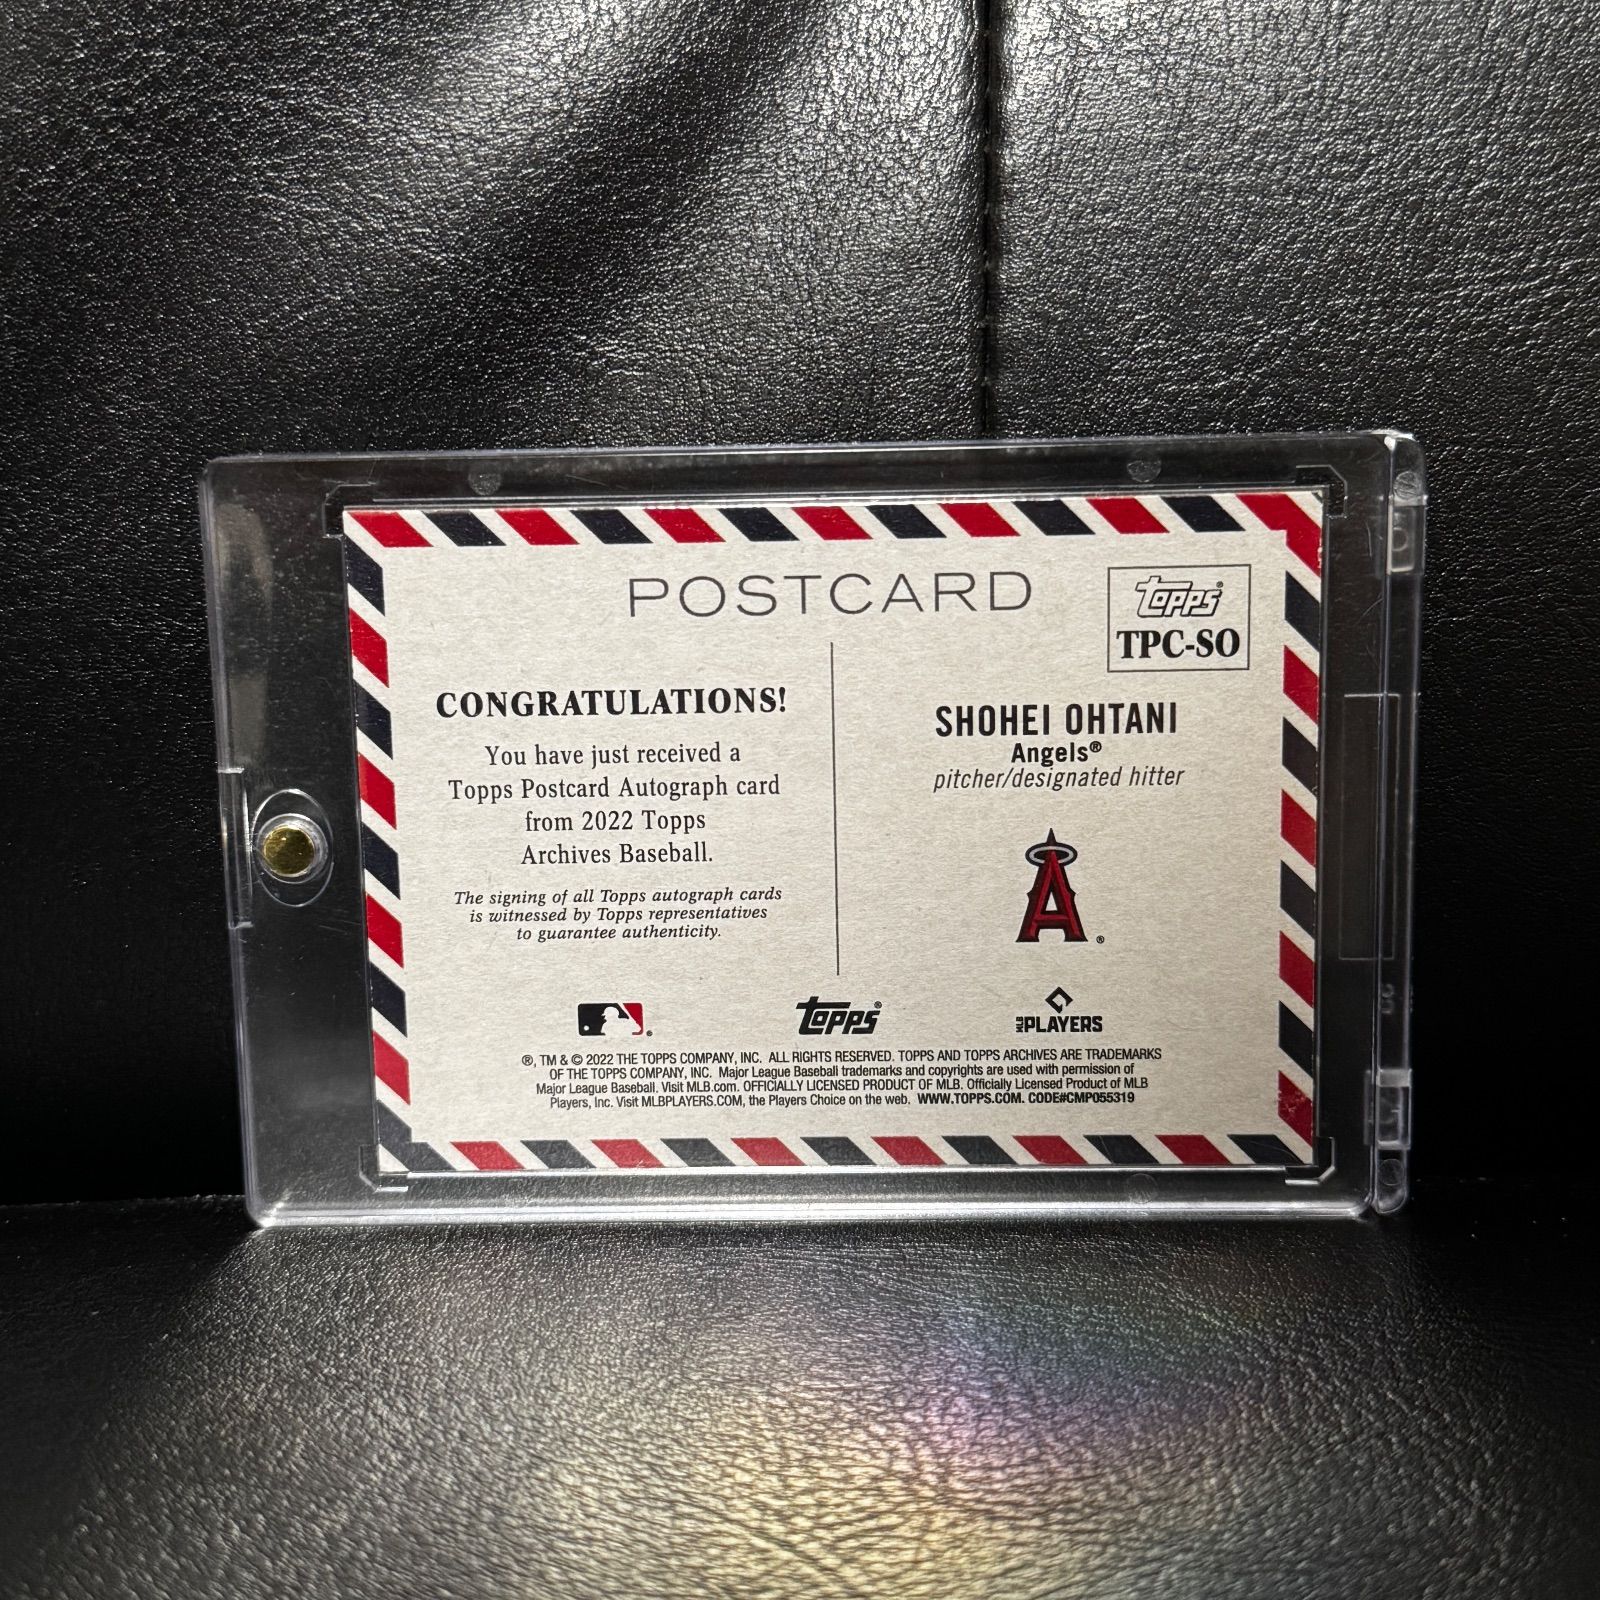 POSTCARD
Topps®
TPC-SO
CONGRATULATIONS!
You have just received a
Topps Postcard Autograph card
from 2022 Topps
Archives Baseball.
The signing of all Topps autograph cards
is witnessed by Topps representatives
to guarantee authenticity.
SHOHEI OHTANI
Angels®
pitcher/designated hitter
A®
Topps®
MLB PLAYERS
®, TM & © 2022 THE TOPPS COMPANY, INC. ALL RIGHTS RESERVED. TOPPS AND TOPPS ARCHIVES ARE TRADEMARKS
OF THE TOPPS COMPANY, INC. Major League Baseball trademarks and copyrights are used with permission of
Major League Baseball. Visit MLB.com. OFFICIALLY LICENSED PRODUCT OF MLB. Officially Licensed Product of MLB
Players, Inc. Visit MLBPLAYERS.COM, the Players Choice on the web. WWW.TOPPS.COM. CODE#CMP055319